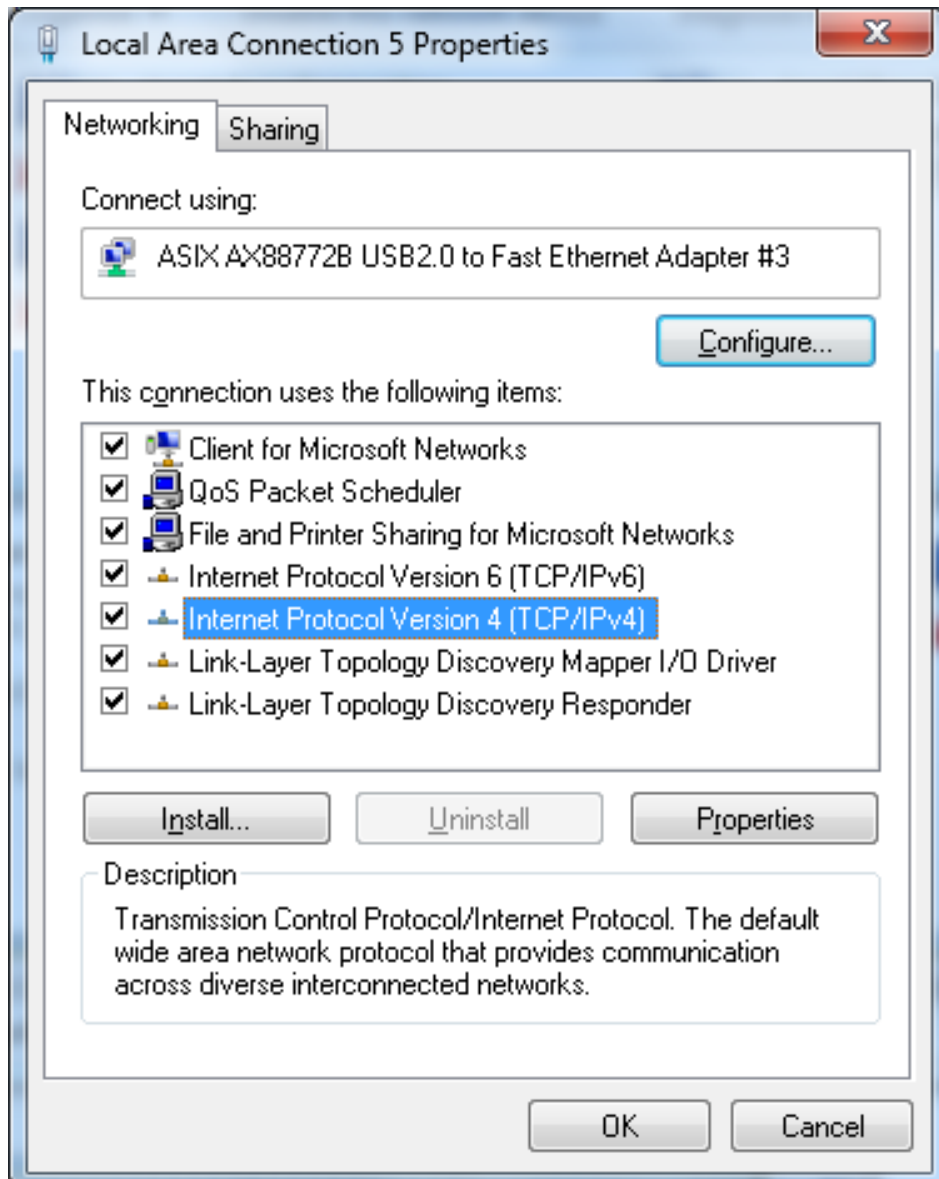 Local Area Connection 5 Properties
Networking
Sharing
Connect using:
ASIX AX88772B USB2.0 to Fast Ethernet Adapter #3
Configure...
This connection uses the following items:
Client for Microsoft Networks
QoS Packet Scheduler
File and Printer Sharing for Microsoft Networks
Internet Protocol Version 6 (TCP/IPv6)
Internet Protocol Version 4 (TCP/IPv4)
Link-Layer Topology Discovery Mapper I/O Driver
Link-Layer Topology Discovery Responder
Install...
Uninstall
Properties
Description
Transmission Control Protocol/Internet Protocol. The default
wide area network protocol that provides communication
across diverse interconnected networks.
OK
Cancel